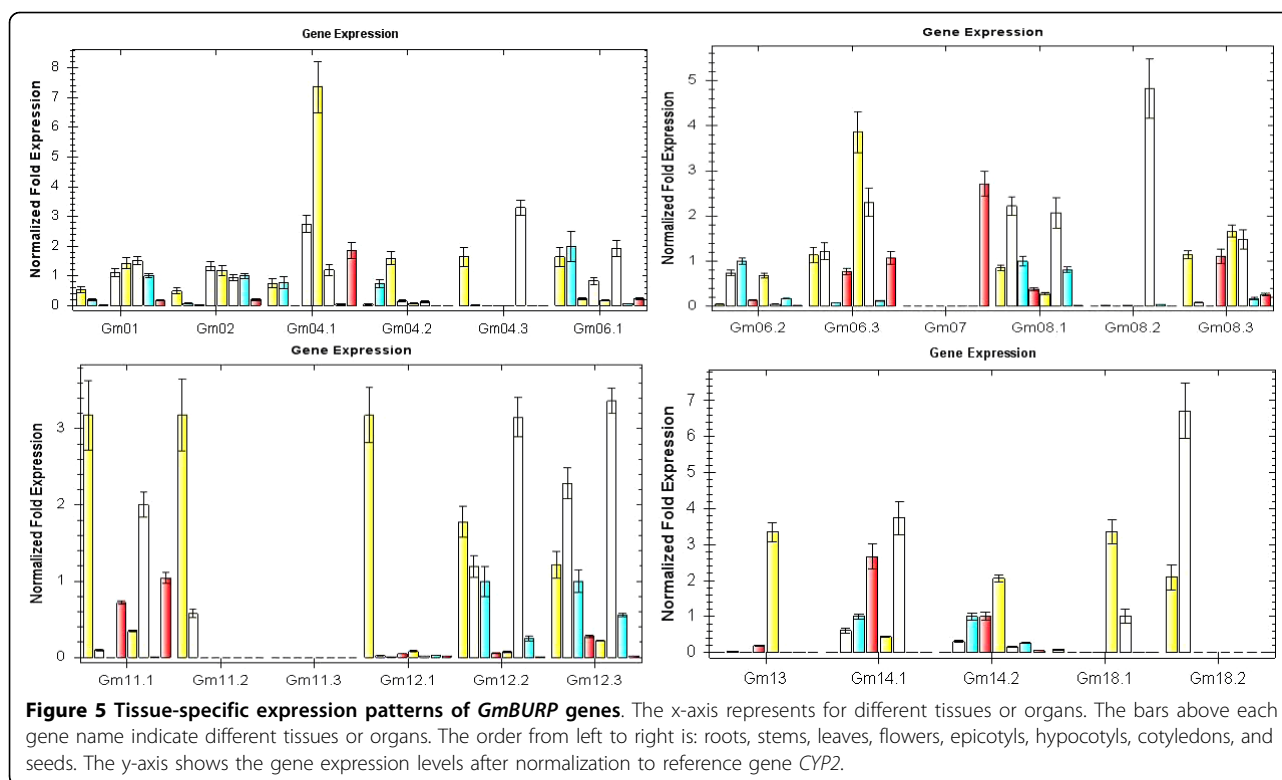 Gene Expression
Normalized Fold Expression
8
7
6
5
4
3
2
1
0
Gm01 Gm02 Gm04.1 Gm04.2 Gm04.3 Gm06.1
Gene Expression
Normalized Fold Expression
5
4
3
2
1
0
Gm06.2 Gm06.3 Gm07 Gm08.1 Gm08.2 Gm08.3
Gene Expression
Normalized Fold Expression
3
2
1
0
Gm11.1 Gm11.2 Gm11.3 Gm12.1 Gm12.2 Gm12.3
Gene Expression
Normalized Fold Expression
7
6
5
4
3
2
1
0
Gm13 Gm14.1 Gm14.2 Gm18.1 Gm18.2
Figure 5 Tissue-specific expression patterns of GmBURP genes. The x-axis represents for different tissues or organs. The bars above each
gene name indicate different tissues or organs. The order from left to right is: roots, stems, leaves, flowers, epicotyls, hypocotyls, cotyledons, and
seeds. The y-axis shows the gene expression levels after normalization to reference gene CYP2.